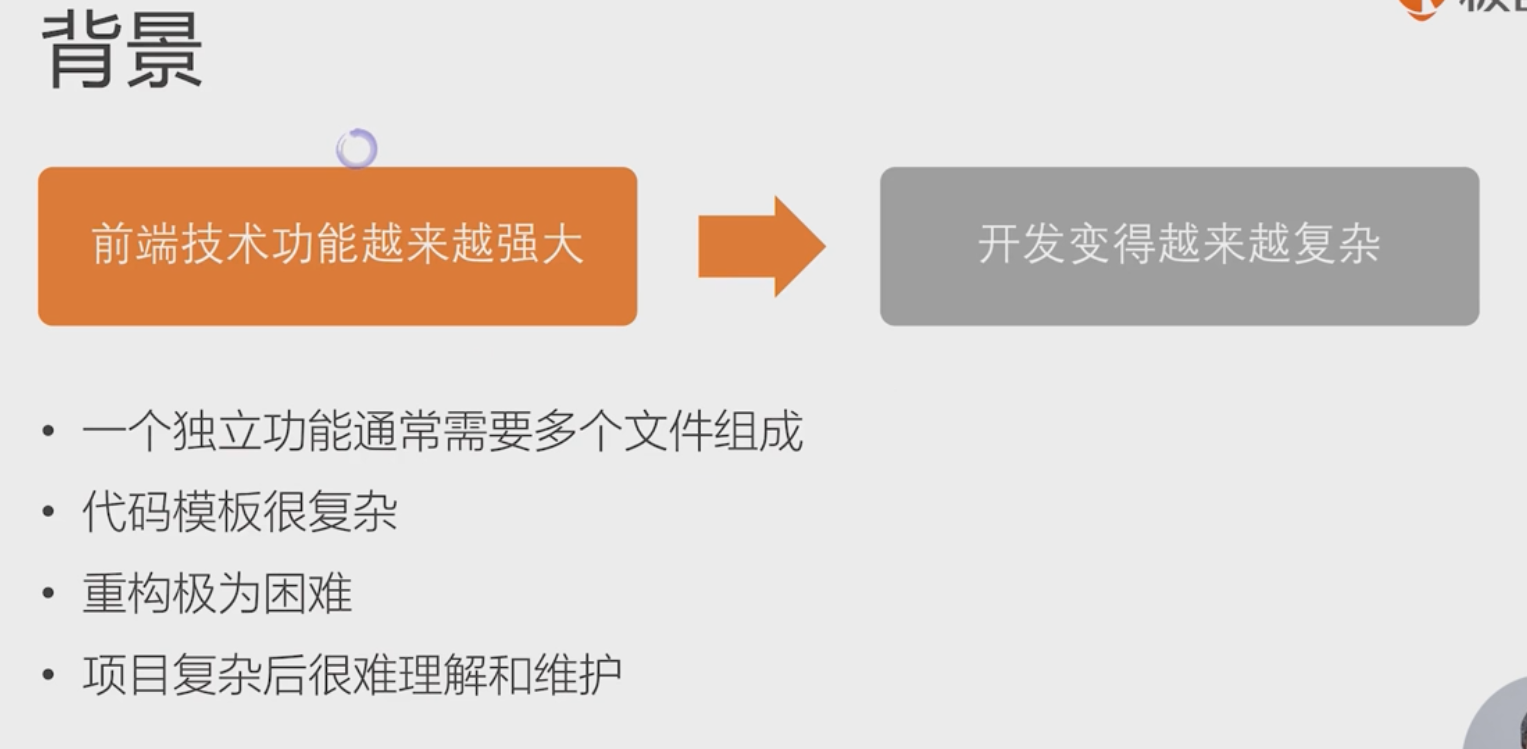 背景
前端技术功能越来越强大
开发变得越来越复杂
• 一个独立功能通常需要多个文件组成
• 代码模板很复杂
• 重构极为困难
• 项目复杂后很难理解和维护